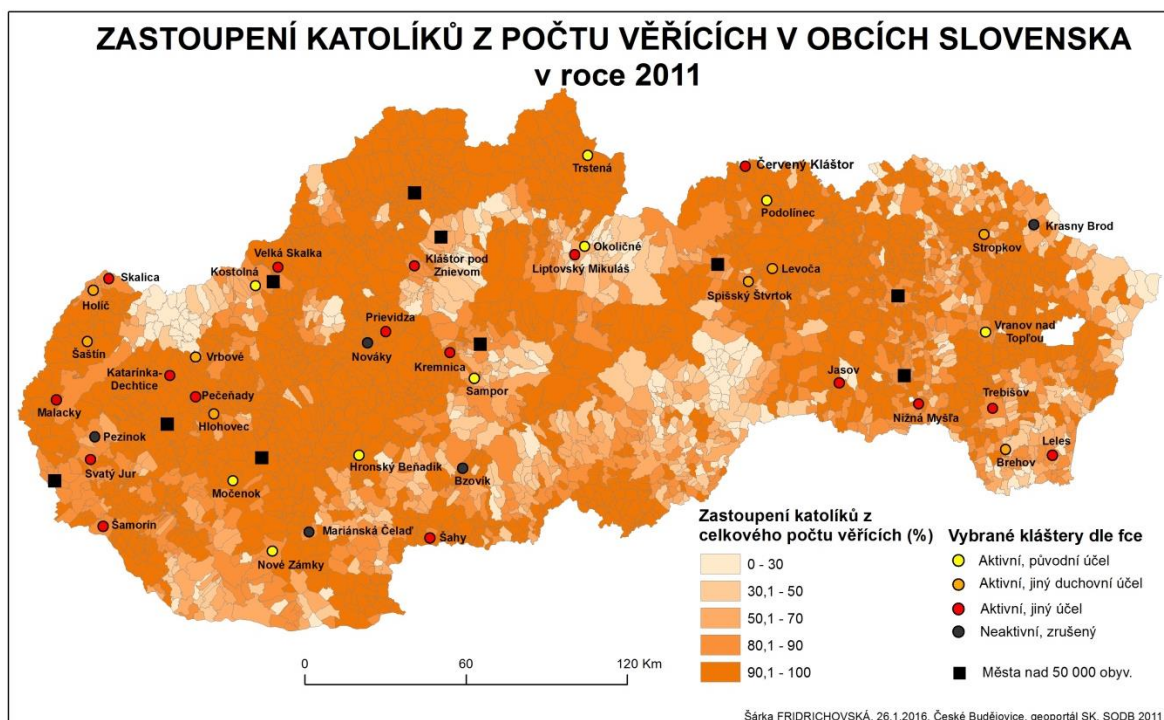 ZASTOUPENÍ KATOLÍKŮ Z POČTU VĚŘÍCÍCH V OBCÍCH SLOVENSKA
v roce 2011
Trstená
Červený Kláštor
Podolínec
Krasny Brod
Stropkov
Okoličné
Liptovský Mikuláš
Levoča
Spišský Štvrtok
Velká Skalka
Kláštor pod
Znievom
Kostolná
Skalica
Holíč
Prievidza
Nováky
Vranov nad
Topľou
Šaštín
Vrbové
Kremnica
Katarínka-
Dechtice
Sampor
Jasov
Malacky
Pečeňady
Hlohovec
Nižná Myšľa
Trebišov
Pezinok
Svatý Jur
Hronský Beňadik
Bzovík
Brehov
Leles
Močenok
Šamorín
Mariánská Čelaď
Šahy
Nové Zámky
Zastoupení katolíků z
celkového počtu věřících (%)
0 - 30
30,1 - 50
50,1 - 70
80,1 - 90
90,1 - 100
Vybrané kláštery dle fce
Aktivní, původní účel
Aktivní, jiný duchovní účel
Aktivní, jiný účel
Neaktivní, zrušený
Města nad 50 000 obyv.
0 60 120 Km
Šárka FRIDRICHOVSKÁ, 26.1.2016, České Budějovice, geoportál SK, SODB 2011